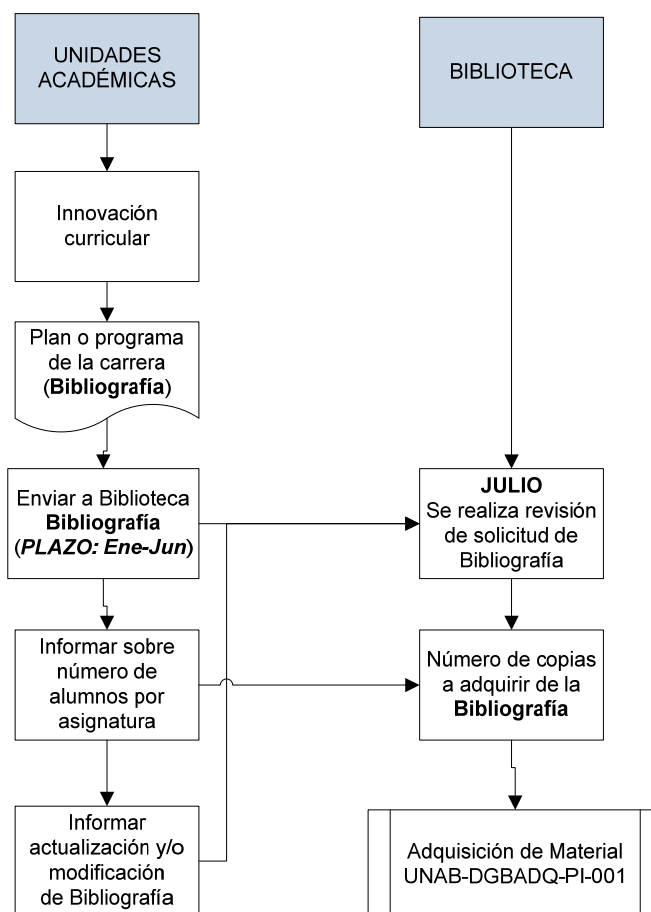 UNIDADES
ACADÉMICAS
BIBLIOTECA
Innovación
curricular
Plan o programa
de la carrera
(Bibliografía)
Enviar a Biblioteca
Bibliografía
(PLAZO: Ene-Jun)
JULIO
Se realiza revisión
de solicitud de
Bibliografía
Informar sobre
número de
alumnos por
asignatura
Número de copias
a adquirir de la
Bibliografía
Informar
actualización y/o
modificación
de Bibliografía
Adquisición de Material
UNAB-DGBADQ-PI-001